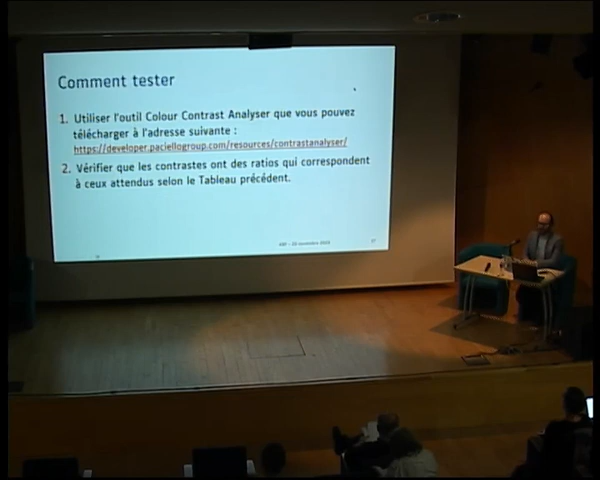 Comment tester
1. Utiliser l'outil Colour Contrast Analyser que vous pouvez
télécharger à l'adresse suivante :
https://developer.paciellogroup.com/resources/contrastanalyser/
2. Vérifier que les contrastes ont des ratios qui correspondent
à ceux attendus selon le Tableau précédent.